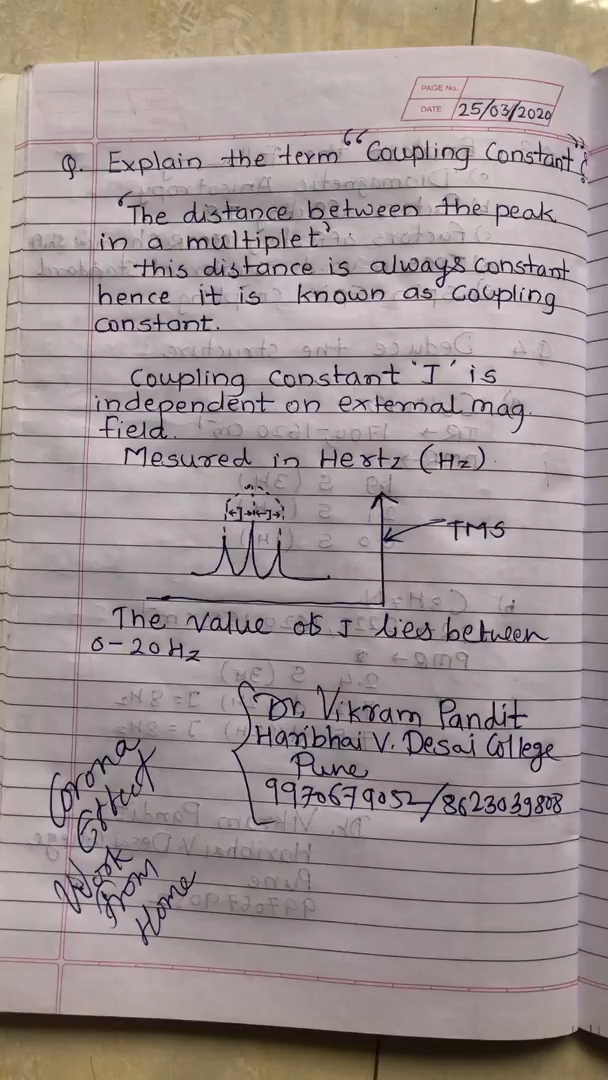 PAGE No.
DATE 25/03/2020
Q. Explain the term "Coupling Constant"?
"The distance between the peak
in a multiplet"
this distance is always constant
hence it is known as coupling
constant.
Coupling constant 'J' is
independent on external mag.
field.
Mesured in Hertz (Hz).
J J
TMS
The value of J lies between
0-20Hz
Dr. Vikram Pandit
Haribhai V. Desai College
Pune
9970679052/8623039808
Corona
Effect
Work
From
Home